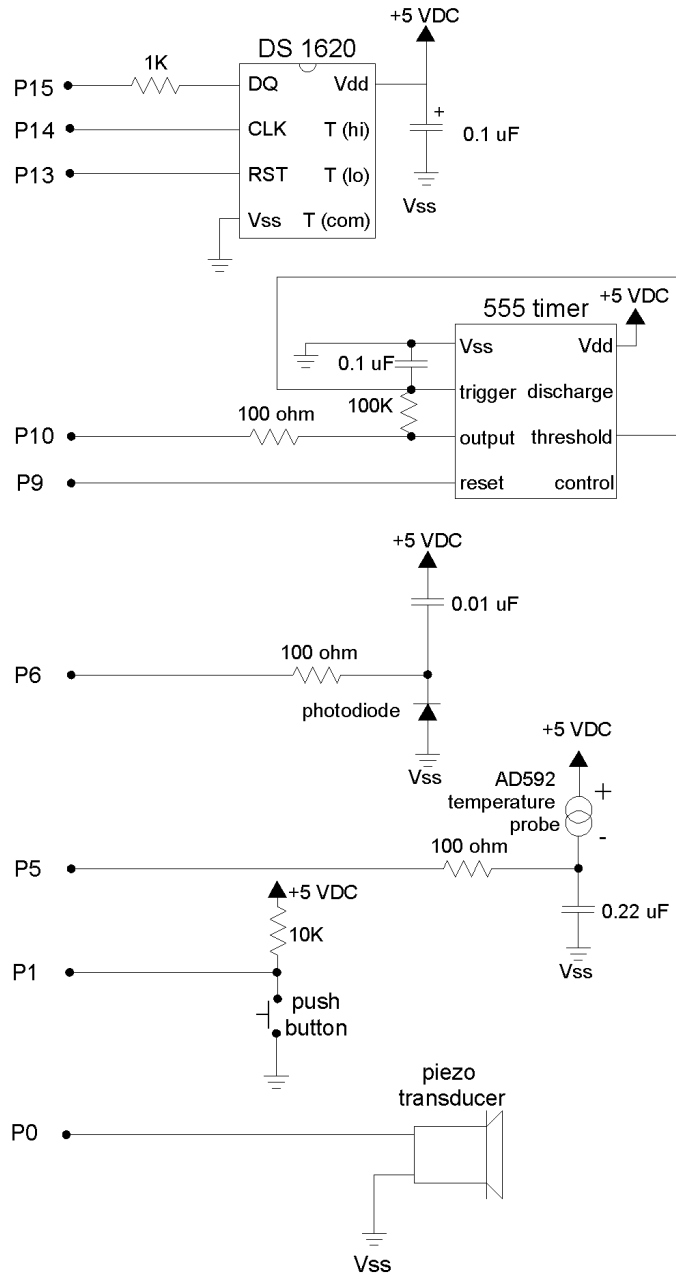 +5 VDC
DS 1620
1K
P15
DQ
Vdd
+
P14
CLK
T (hi)
0.1 uF
P13
RST
T (lo)
Vss
Vss
T (com)
555 timer
+5 VDC
Vss
Vdd
0.1 uF
trigger
discharge
100K
100 ohm
P10
output
threshold
P9
reset
control
+5 VDC
0.01 uF
100 ohm
P6
photodiode
Vss
+5 VDC
AD592
temperature
probe
+
-
100 ohm
P5
+5 VDC
0.22 uF
10K
Vss
P1
push
button
piezo
transducer
P0
Vss